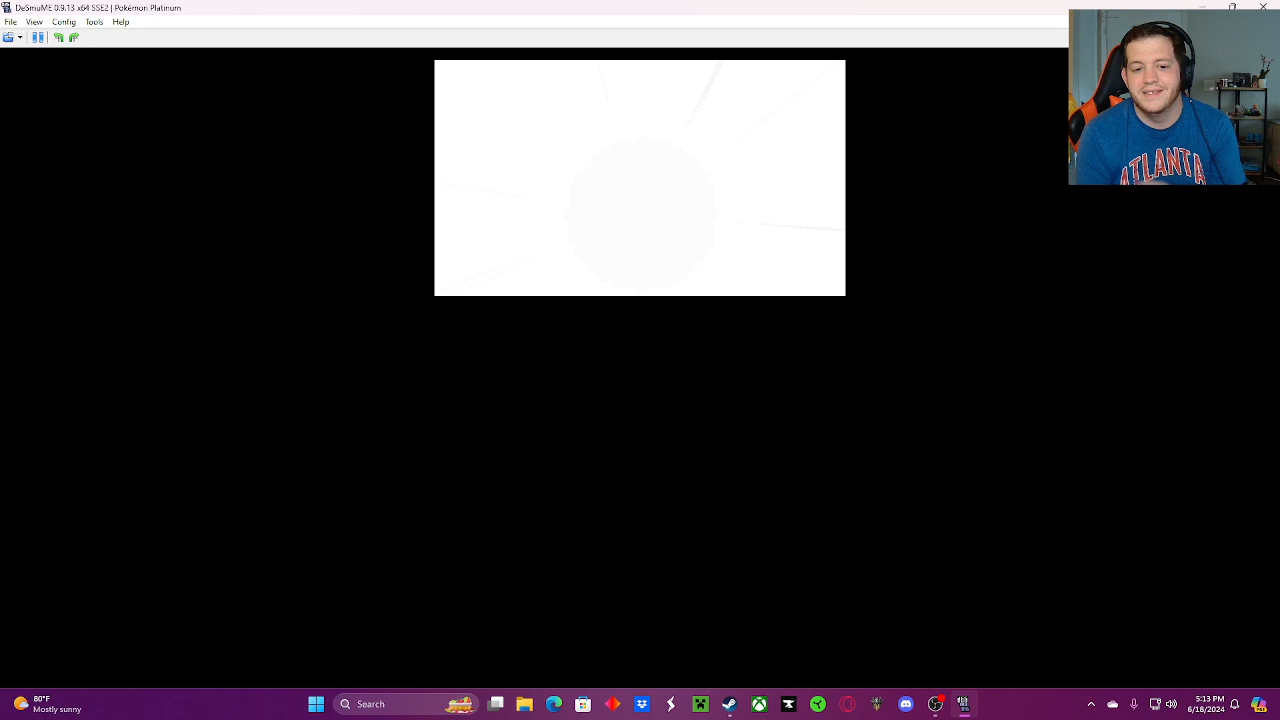 DeSmuME 0.9.13 x64 SSE2 | Pokémon Platinum
File View Config Tools Help
ATLANTA
80°F
Mostly sunny
Search
5:13 PM
6/18/2024